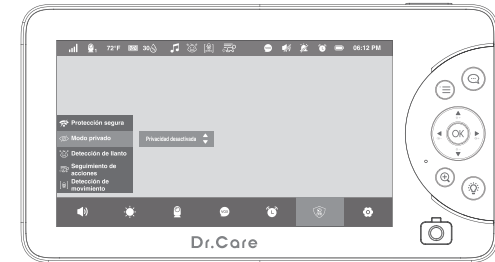 72°F 30 06:12 PM
Protección segura
Modo privado Privacidad desactivada
Detección de llanto
Seguimiento de
acciones
Detección de
movimiento
OK
Dr.Care